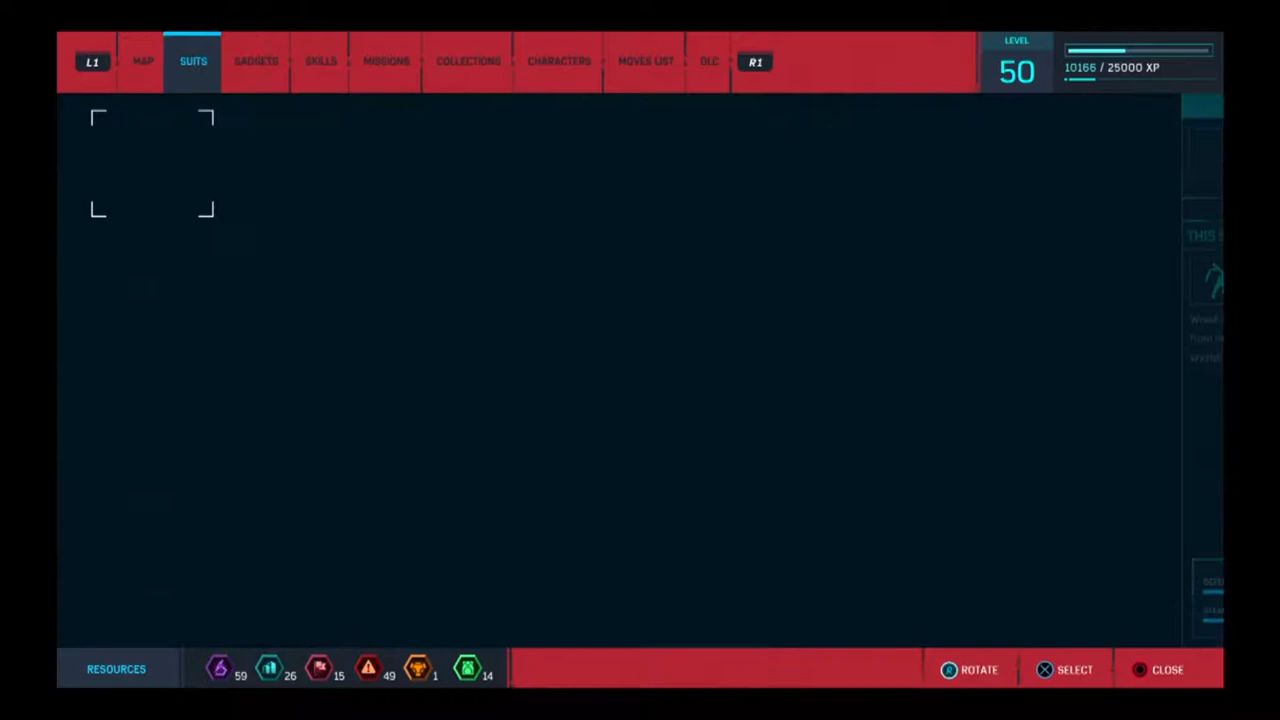 L1 MAP SUITS GADGETS SKILLS MISSIONS COLLECTIONS CHARACTERS MOVES LIST DLC R1
LEVEL
50
10166 / 25000 XP
THIS
RESOURCES 59 26 15 49 1 14 R ROTATE SELECT CLOSE